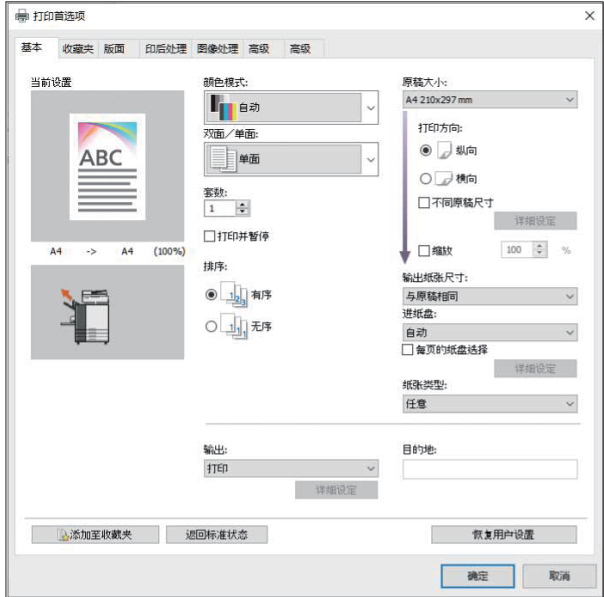 打印首选项
基本 收藏夹 版面 印后处理 图像处理 高级 高级
当前设置
ABC
A4 -> A4 (100%)
颜色模式:
自动
双面／单面:
单面
套数:
1
打印并暂停
排序:
有序
无序
原稿大小:
A4 210x297 mm
打印方向:
纵向
横向
不同原稿尺寸
详细设定
缩放 100 %
输出纸张尺寸:
与原稿相同
进纸盘:
自动
每页的纸盘选择
详细设定
纸张类型:
任意
输出:
打印
详细设定
目的地:
添加至收藏夹 返回标准状态 恢复用户设置
确定 取消